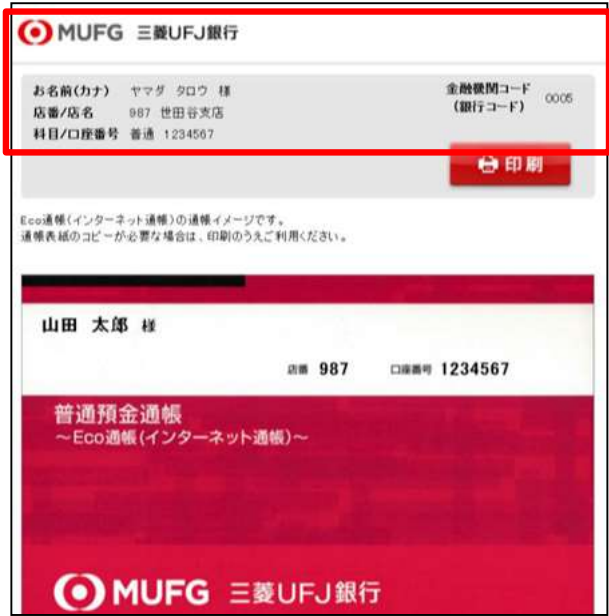 MUFG 三菱UFJ銀行
お名前(カナ) ヤマダ タロウ 様
店番/店名 987 世田谷支店
科目/口座番号 普通 1234567
金融機関コード
(銀行コード) 0005
印刷
Eco通帳(インターネット通帳)の通帳イメージです。
通帳表紙のコピーが必要な場合は、印刷のうえご利用ください。
山田 太郎 様
店番 987 口座番号 1234567
普通預金通帳
~Eco通帳(インターネット通帳)~
MUFG 三菱UFJ銀行